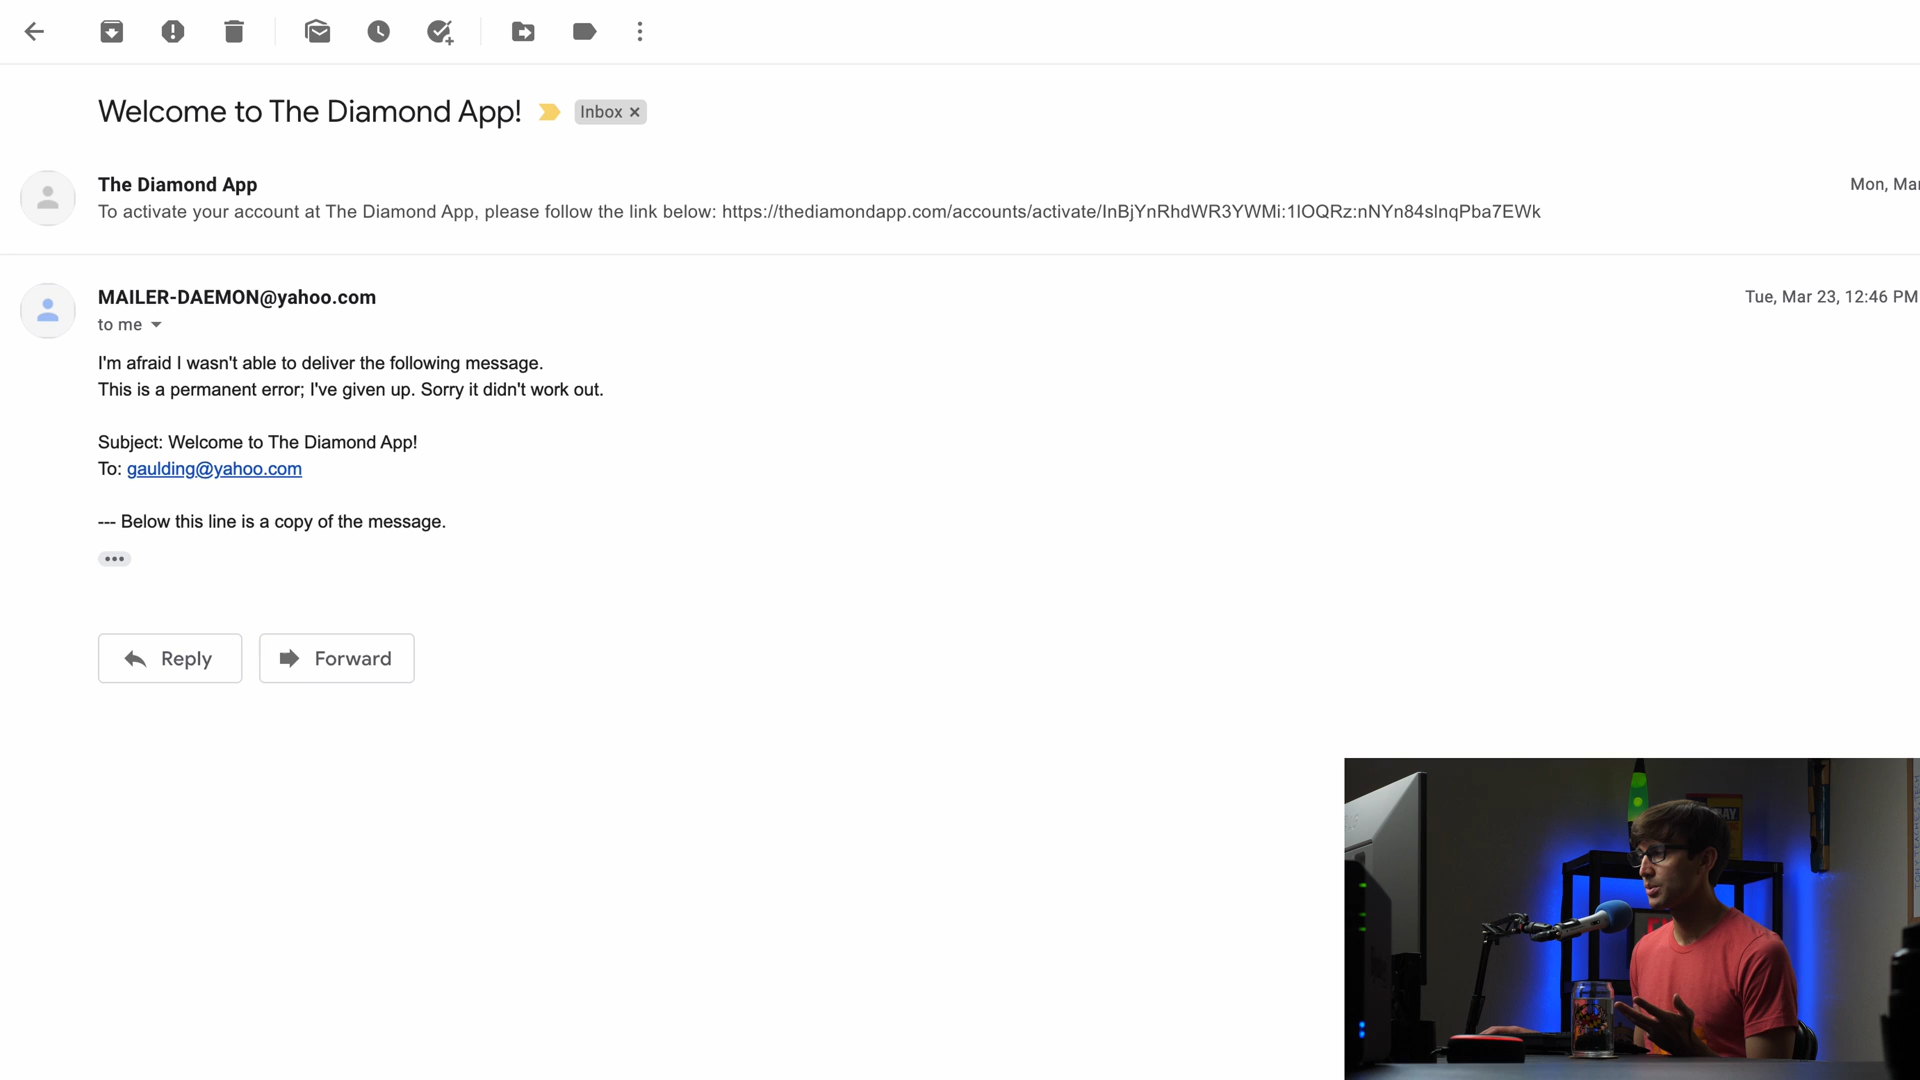 Welcome to The Diamond App!
Inbox ×
The Diamond App
Mon, Mar
To activate your account at The Diamond App, please follow the link below: https://thediamondapp.com/accounts/activate/InBjYnRhdWR3YWMi:1lOQRz:nNYn84slnqPba7EWk
MAILER-DAEMON@yahoo.com
Tue, Mar 23, 12:46 PM
to me
I'm afraid I wasn't able to deliver the following message.
This is a permanent error; I've given up. Sorry it didn't work out.
Subject: Welcome to The Diamond App!
To: gaulding@yahoo.com
--- Below this line is a copy of the message.
Reply
Forward